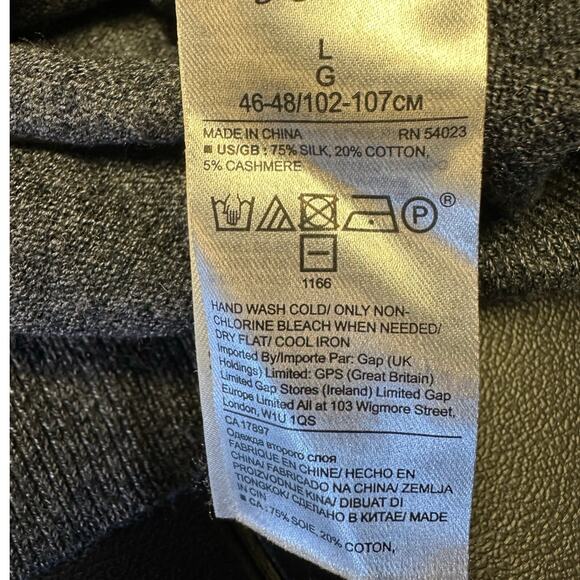 L
G
46-48/102-107CM
MADE IN CHINA RN 54023
■ US/GB : 75% SILK, 20% COTTON,
5% CASHMERE
P ®
1166
HAND WASH COLD/ ONLY NON-
CHLORINE BLEACH WHEN NEEDED/
DRY FLAT/ COOL IRON
Imported By/Importe Par: Gap (UK
Holdings) Limited: GPS (Great Britain)
Limited Gap Stores (Ireland) Limited Gap
Europe Limited All at 103 Wigmore Street,
London, W1U 1QS
CA 17897
Одежда второго слоя
FABRIQUE EN CHINE/ HECHO EN
CHINA/ FABRICADO NA CHINA/ ZEMLJA
PROIZVODNJE KINA/ DIBUAT DI
TIONGKOK/ СДЕЛАНО В КИТАЕ/ MADE
IN CIN
■ CA : 75% SOIE, 20% COTON,